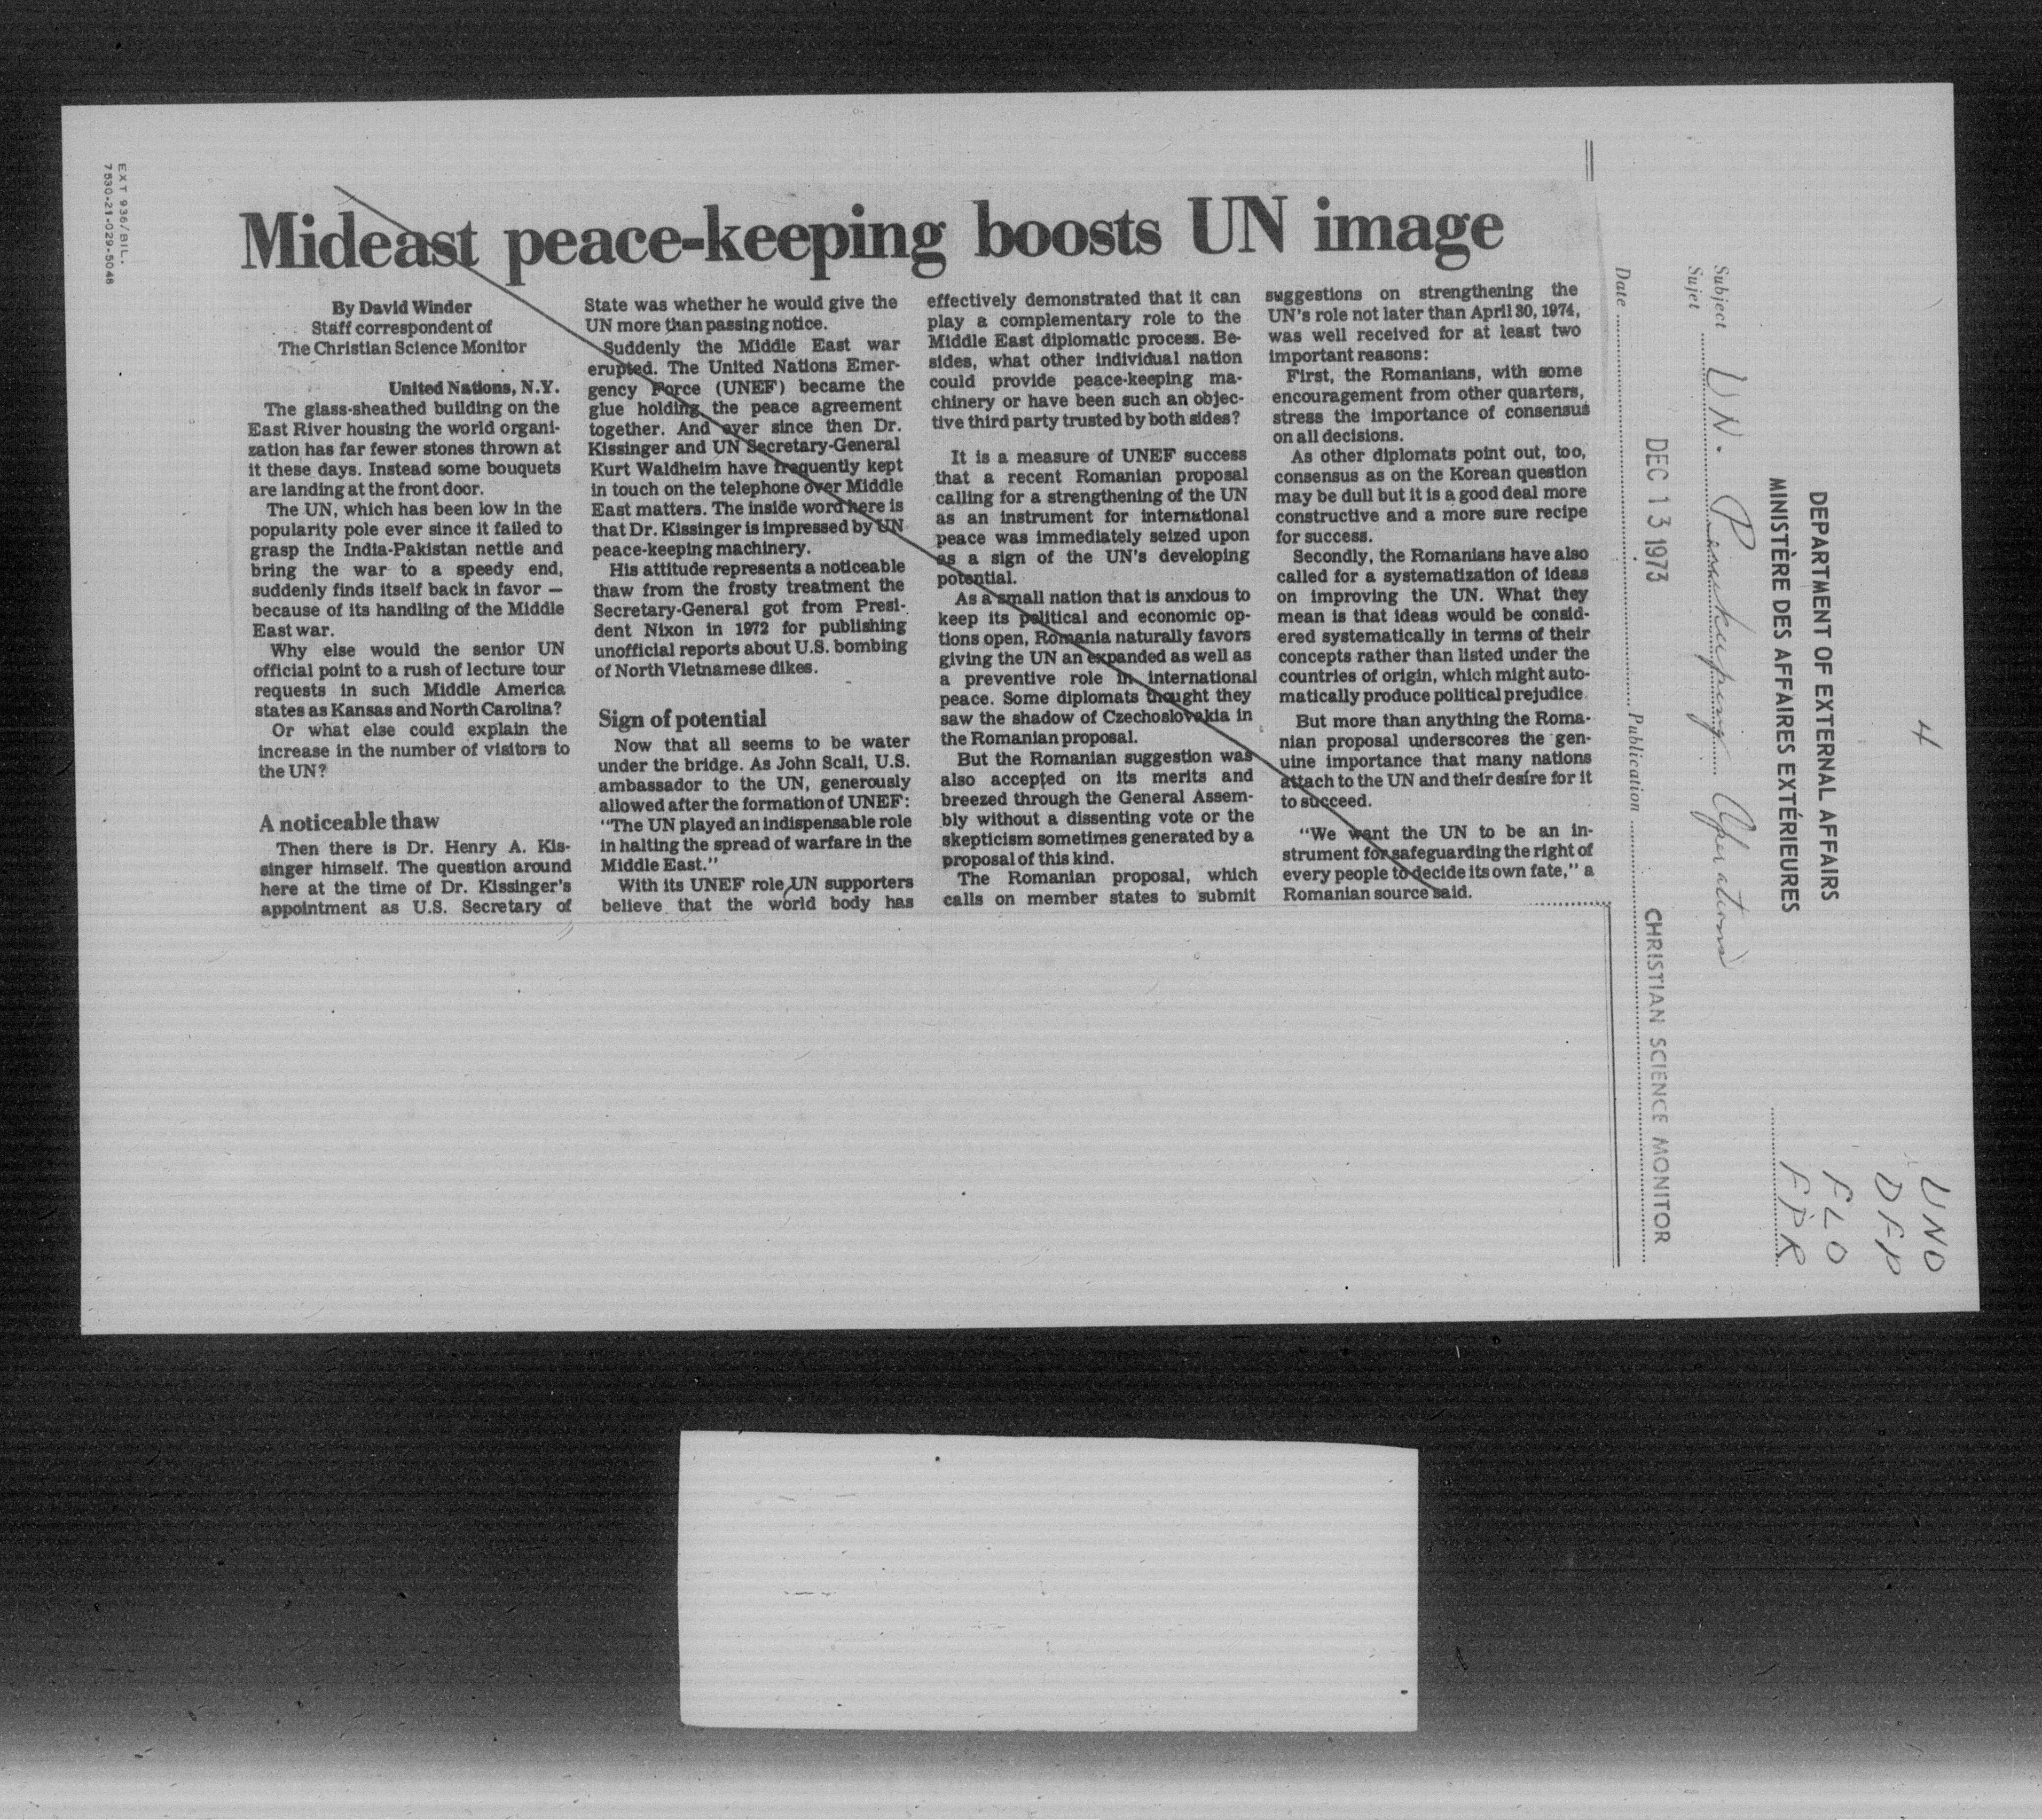 Mideast peace-keeping boosts UN image
By David Winder
Staff correspondent of
The Christian Science Monitor
United Nations, N.Y.
The glass-sheathed building on the
East River housing the world organi-
zation has far fewer stones thrown at
it these days. Instead some bouquets
are landing at the front door.
The UN, which has been low in the
popularity pole ever since it failed to
grasp the India-Pakistan nettle and
bring the war to a speedy end,
suddenly finds itself back in favor —
because of its handling of the Middle
East war.
Why else would the senior UN
official point to a rush of lecture tour
requests in such Middle America
states as Kansas and North Carolina?
Or what else could explain the
increase in the number of visitors to
the UN?
A noticeable thaw
Then there is Dr. Henry A. Kis-
singer himself. The question around
here at the time of Dr. Kissinger's
appointment as U.S. Secretary of
State was whether he would give the
UN more than passing notice.
Suddenly the Middle East war
erupted. The United Nations Emer-
gency Force (UNEF) became the
glue holding the peace agreement
together. And ever since then Dr.
Kissinger and UN Secretary-General
Kurt Waldheim have frequently kept
in touch on the telephone over Middle
East matters. The inside word here is
that Dr. Kissinger is impressed by UN
peace-keeping machinery.
His attitude represents a noticeable
thaw from the frosty treatment the
Secretary-General got from Presi-
dent Nixon in 1972 for publishing
unofficial reports about U.S. bombing
of North Vietnamese dikes.
Sign of potential
Now that all seems to be water
under the bridge. As John Scali, U.S.
ambassador to the UN, generously
allowed after the formation of UNEF:
"The UN played an indispensable role
in halting the spread of warfare in the
Middle East."
With its UNEF role, UN supporters
believe that the world body has
effectively demonstrated that it can
play a complementary role to the
Middle East diplomatic process. Be-
sides, what other individual nation
could provide peace-keeping ma-
chinery or have been such an objec-
tive third party trusted by both sides?
It is a measure of UNEF success
that a recent Romanian proposal
calling for a strengthening of the UN
as an instrument for international
peace was immediately seized upon
as a sign of the UN's developing
potential.
As a small nation that is anxious to
keep its political and economic op-
tions open, Romania naturally favors
giving the UN an expanded as well as
a preventive role in international
peace. Some diplomats thought they
saw the shadow of Czechoslovakia in
the Romanian proposal.
But the Romanian suggestion was
also accepted on its merits and
breezed through the General Assem-
bly without a dissenting vote or the
skepticism sometimes generated by a
proposal of this kind.
The Romanian proposal, which
calls on member states to submit
suggestions on strengthening the
UN's role not later than April 30, 1974,
was well received for at least two
important reasons:
First, the Romanians, with some
encouragement from other quarters,
stress the importance of consensus
on all decisions.
As other diplomats point out, too,
consensus as on the Korean question
may be dull but it is a good deal more
constructive and a more sure recipe
for success.
Secondly, the Romanians have also
called for a systematization of ideas
on improving the UN. What they
mean is that ideas would be consid-
ered systematically in terms of their
concepts rather than listed under the
countries of origin, which might auto-
matically produce political prejudice.
But more than anything the Roma-
nian proposal underscores the gen-
uine importance that many nations
attach to the UN and their desire for it
to succeed.
"We want the UN to be an in-
strument for safeguarding the right of
every people to decide its own fate," a
Romanian source said.
4
DEPARTMENT OF EXTERNAL AFFAIRS
MINISTÈRE DES AFFAIRES EXTÉRIEURES
UNO
DFP
FLO
FPR
Subject
Sujet
UN. Peacekeeping Operations
Date DEC 13 1973 Publication CHRISTIAN SCIENCE MONITOR
EXT 936/BIL.
7530-21-029-5048